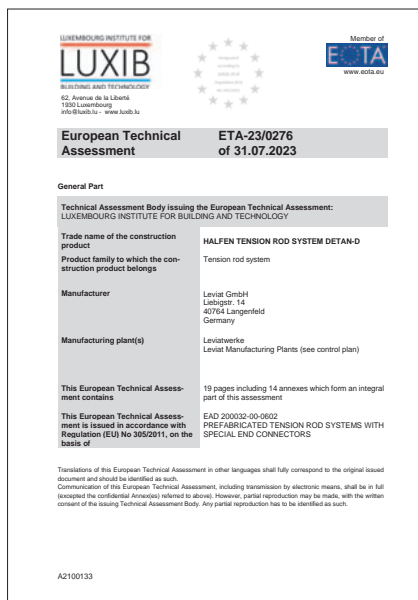 LUXEMBOURG INSTITUTE FOR
LUXIB
BUILDING AND TECHNOLOGY
62, Avenue de la Liberté
1930 Luxembourg
info@luxib.lu - www.luxib.lu
Member of
EOTA
www.eota.eu
European Technical Assessment
ETA-23/0276
of 31.07.2023
General Part
Technical Assessment Body issuing the European Technical Assessment:
LUXEMBOURG INSTITUTE FOR BUILDING AND TECHNOLOGY
Trade name of the construction
product
HALFEN TENSION ROD SYSTEM DETAN-D
Product family to which the con-
struction product belongs
Tension rod system
Manufacturer
Leviat GmbH
Liebigstr. 14
40764 Langenfeld
Germany
Manufacturing plant(s)
Leviatwerke
Leviat Manufacturing Plants (see control plan)
This European Technical Assess-
ment contains
19 pages including 14 annexes which form an integral
part of this assessment
This European Technical Assess-
ment is issued in accordance with
Regulation (EU) No 305/2011, on the
basis of
EAD 200032-00-0602
PREFABRICATED TENSION ROD SYSTEMS WITH
SPECIAL END CONNECTORS
Translations of this European Technical Assessment in other languages shall fully correspond to the original issued
document and should be identified as such.
Communication of this European Technical Assessment, including transmission by electronic means, shall be in full
(excepted the confidential Annex(es) referred to above). However, partial reproduction may be made, with the written
consent of the issuing Technical Assessment Body. Any partial reproduction has to be identified as such.
A2100133